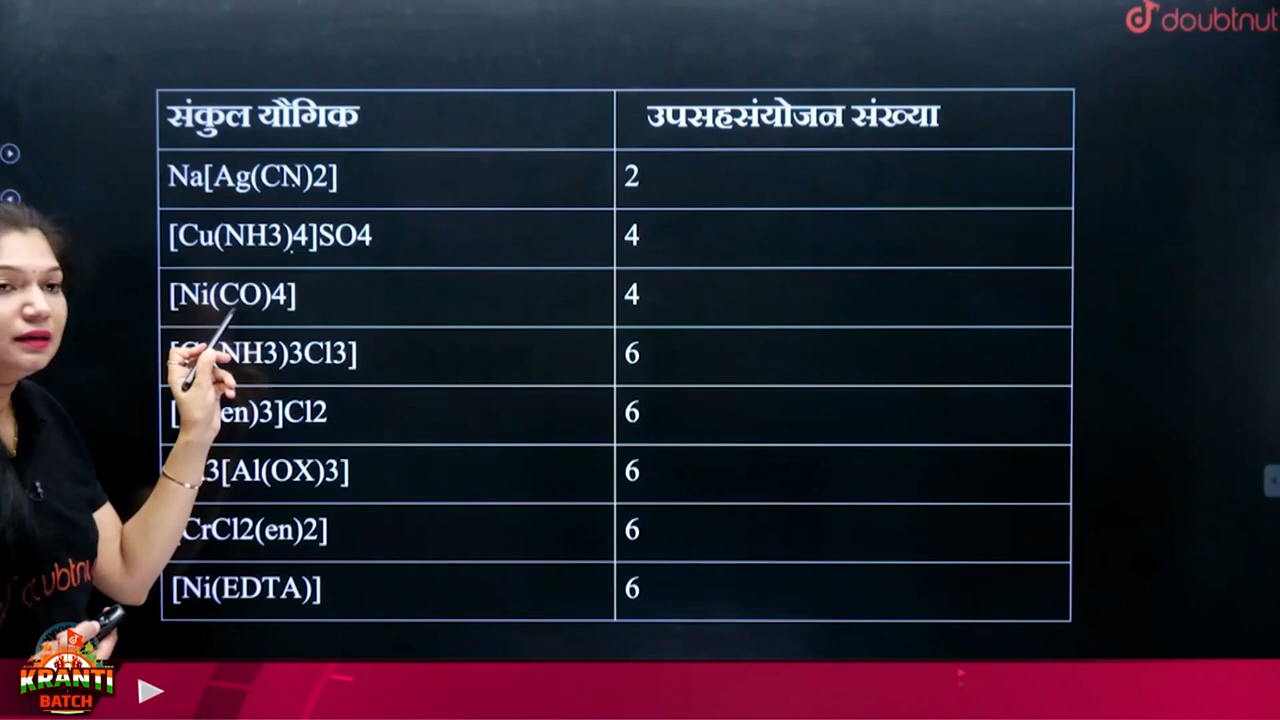 doubtnut
संकुल यौगिक उपसहसंयोजन संख्या
Na[Ag(CN)2] 2
[Cu(NH3)4]SO4 4
[Ni(CO)4] 4
NH3)3Cl3] 6
en)3]Cl2 6
3[Al(OX)3] 6
CrCl2(en)2] 6
[Ni(EDTA)] 6
KRANTI
BATCH